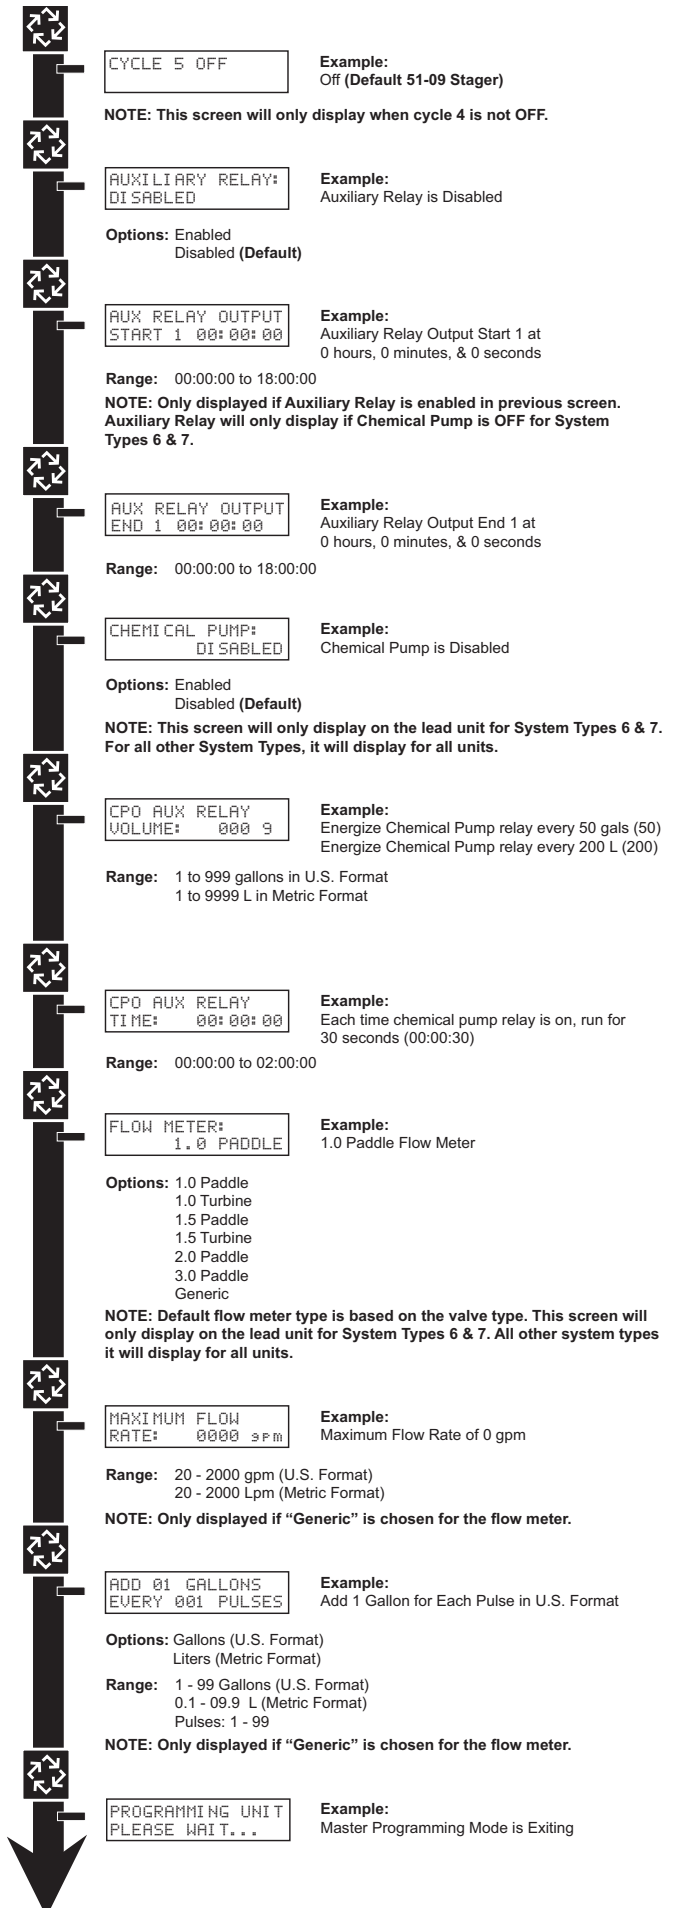 CYCLE 5 OFF
Example:
Off (Default 51-09 Stager)
NOTE: This screen will only display when cycle 4 is not OFF.
AUXILIARY RELAY:
DISABLED
Example:
Auxiliary Relay is Disabled
Options: Enabled
Disabled (Default)
AUX RELAY OUTPUT
START 1 00:00:00
Example:
Auxiliary Relay Output Start 1 at
0 hours, 0 minutes, & 0 seconds
Range: 00:00:00 to 18:00:00
NOTE: Only displayed if Auxiliary Relay is enabled in previous screen.
Auxiliary Relay will only display if Chemical Pump is OFF for System
Types 6 & 7.
AUX RELAY OUTPUT
END 1 00:00:00
Example:
Auxiliary Relay Output End 1 at
0 hours, 0 minutes, & 0 seconds
Range: 00:00:00 to 18:00:00
CHEMICAL PUMP:
DISABLED
Example:
Chemical Pump is Disabled
Options: Enabled
Disabled (Default)
NOTE: This screen will only display on the lead unit for System Types 6 & 7.
For all other System Types, it will display for all units.
CPO AUX RELAY
VOLUME: 000 9
Example:
Energize Chemical Pump relay every 50 gals (50)
Energize Chemical Pump relay every 200 L (200)
Range: 1 to 999 gallons in U.S. Format
1 to 9999 L in Metric Format
CPO AUX RELAY
TIME: 00:00:00
Example:
Each time chemical pump relay is on, run for
30 seconds (00:00:30)
Range: 00:00:00 to 02:00:00
FLOW METER:
1.0 PADDLE
Example:
1.0 Paddle Flow Meter
Options: 1.0 Paddle
1.0 Turbine
1.5 Paddle
1.5 Turbine
2.0 Paddle
3.0 Paddle
Generic
NOTE: Default flow meter type is based on the valve type. This screen will
only display on the lead unit for System Types 6 & 7. All other system types
it will display for all units.
MAXIMUM FLOW
RATE: 0000 gpm
Example:
Maximum Flow Rate of 0 gpm
Range: 20 - 2000 gpm (U.S. Format)
20 - 2000 Lpm (Metric Format)
NOTE: Only displayed if “Generic” is chosen for the flow meter.
ADD 01 GALLONS
EVERY 001 PULSES
Example:
Add 1 Gallon for Each Pulse in U.S. Format
Options: Gallons (U.S. Format)
Liters (Metric Format)
Range: 1 - 99 Gallons (U.S. Format)
0.1 - 09.9 L (Metric Format)
Pulses: 1 - 99
NOTE: Only displayed if “Generic” is chosen for the flow meter.
PROGRAMMING UNIT
PLEASE WAIT...
Example:
Master Programming Mode is Exiting